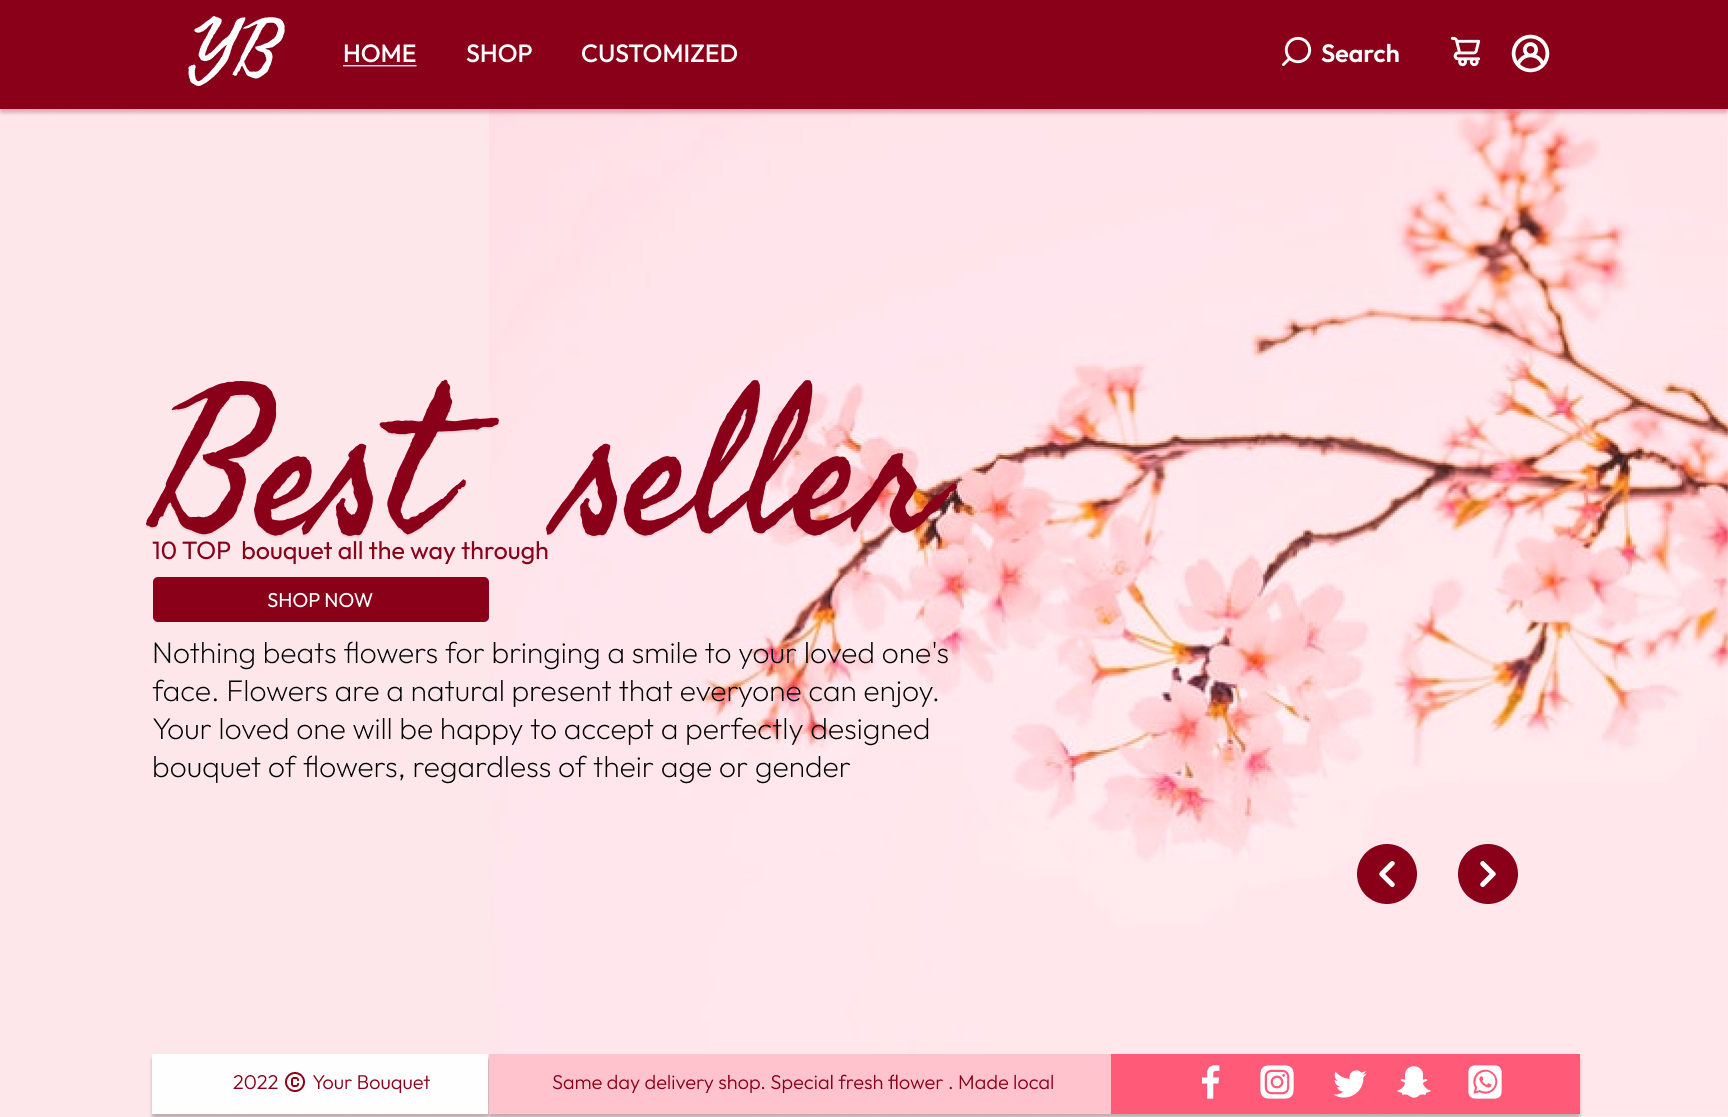 YB
HOME SHOP CUSTOMIZED Search
Best seller
10 TOP bouquet all the way through
SHOP NOW
Nothing beats flowers for bringing a smile to your loved one's
face. Flowers are a natural present that everyone can enjoy.
Your loved one will be happy to accept a perfectly designed
bouquet of flowers, regardless of their age or gender
2022 © Your Bouquet
Same day delivery shop. Special fresh flower . Made local